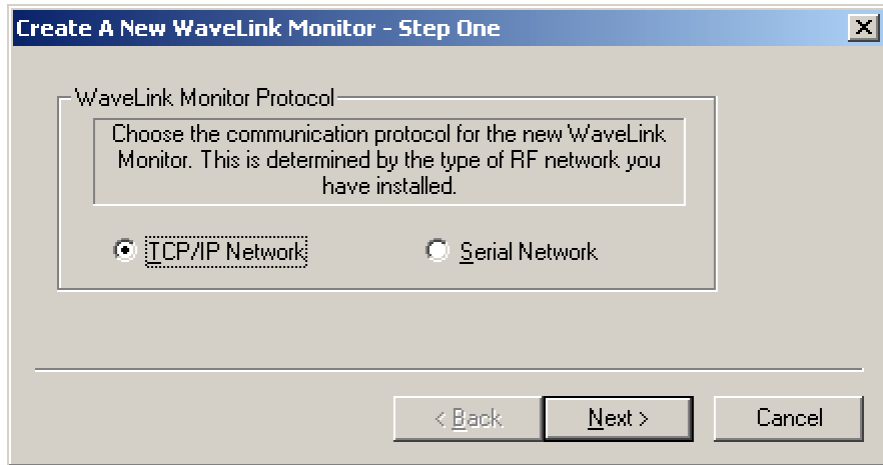 Create A New WaveLink Monitor - Step One
WaveLink Monitor Protocol
Choose the communication protocol for the new WaveLink
Monitor. This is determined by the type of RF network you
have installed.
TCP/IP Network
Serial Network
< Back
Next >
Cancel